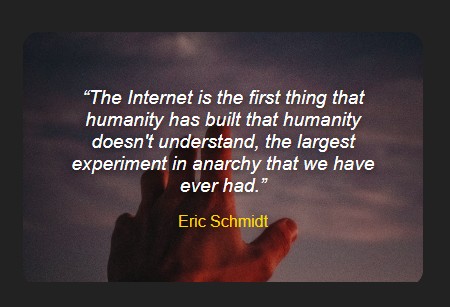 “The Internet is the first thing that
humanity has built that humanity
doesn't understand, the largest
experiment in anarchy that we have
ever had.”
Eric Schmidt